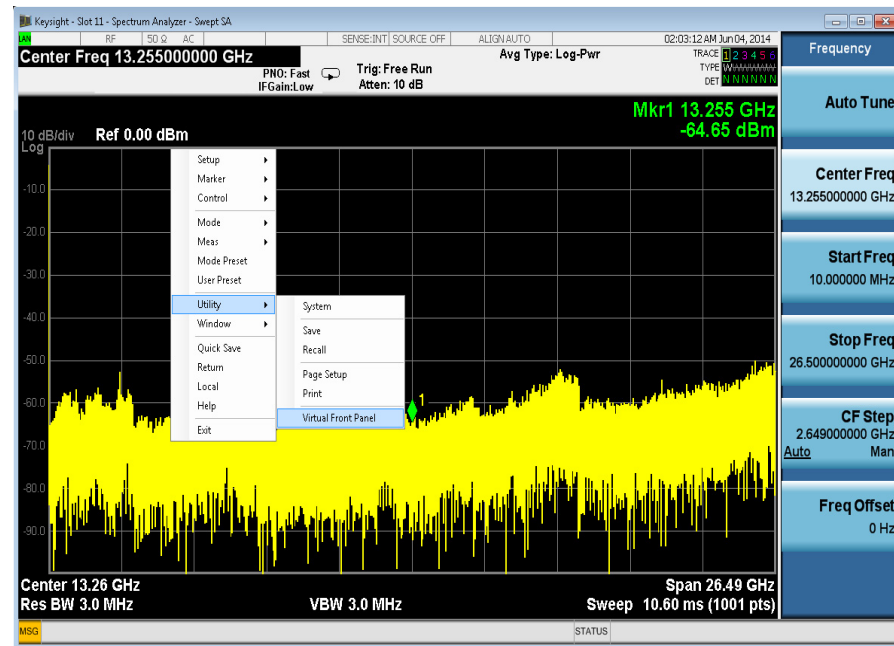 Keysight - Slot 11 - Spectrum Analyzer - Swept SA
LAN RF 50 Ω AC SENSE:INT SOURCE OFF ALIGN AUTO 02:03:12 AM Jun 04, 2014
Center Freq 13.255000000 GHz
PNO: Fast
IFGain:Low
Trig: Free Run
Atten: 10 dB
Avg Type: Log-Pwr
TRACE 1 2 3 4 5 6
TYPE
DET N N N N N N
Mkr1 13.255 GHz
-64.65 dBm
10 dB/div Ref 0.00 dBm
Log
-10.0
-20.0
-30.0
-40.0
-50.0
-60.0
-70.0
-80.0
-90.0
1
Setup
Marker
Control
Mode
Meas
Mode Preset
User Preset
Utility
Window
Quick Save
Return
Local
Help
Exit
System
Save
Recall
Page Setup
Print
Virtual Front Panel
Center 13.26 GHz
Span 26.49 GHz
Res BW 3.0 MHz
VBW 3.0 MHz
Sweep 10.60 ms (1001 pts)
MSG
STATUS
Frequency
Auto Tune
Center Freq
13.255000000 GHz
Start Freq
10.000000 MHz
Stop Freq
26.500000000 GHz
CF Step
2.649000000 GHz
Auto Man
Freq Offset
0 Hz